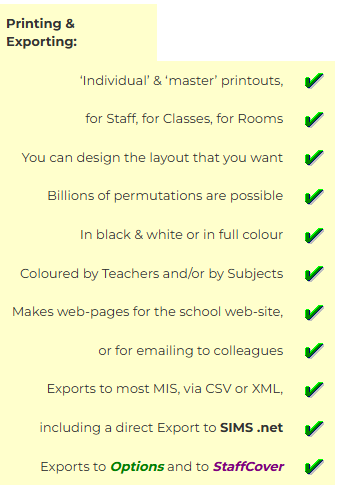 Printing &
Exporting:
‘Individual’ & ‘master’ printouts,
for Staff, for Classes, for Rooms
You can design the layout that you want
Billions of permutations are possible
In black & white or in full colour
Coloured by Teachers and/or by Subjects
Makes web-pages for the school web-site,
or for emailing to colleagues
Exports to most MIS, via CSV or XML,
including a direct Export to SIMS .net
Exports to Options and to StaffCover